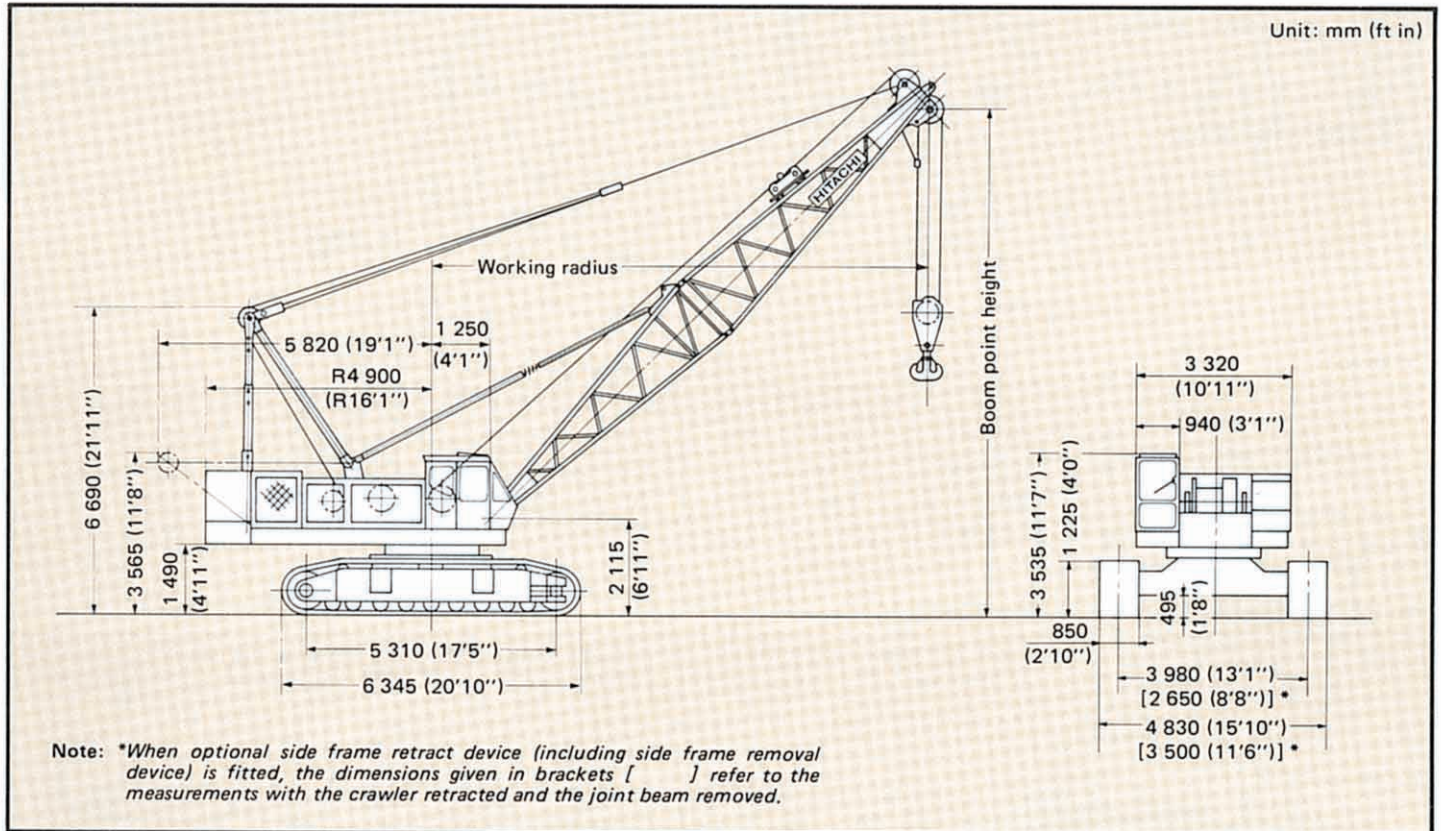 Unit: mm (ft in)
HITACHI
Working radius
Boom point height
5 820 (19'1'')
1 250
(4'1'')
R4 900
(R16'1'')
6 690 (21'11'')
3 565 (11'8'')
1 490
(4'11'')
2 115
(6'11'')
5 310 (17'5'')
6 345 (20'10'')
3 320
(10'11'')
940 (3'1'')
3 535 (11'7'')
1 225 (4'0'')
495
(1'8'')
850
(2'10'')
3 980 (13'1'')
[2 650 (8'8'')] *
4 830 (15'10'')
[3 500 (11'6'')] *
Note: *When optional side frame retract device (including side frame removal
device) is fitted, the dimensions given in brackets [ ] refer to the
measurements with the crawler retracted and the joint beam removed.